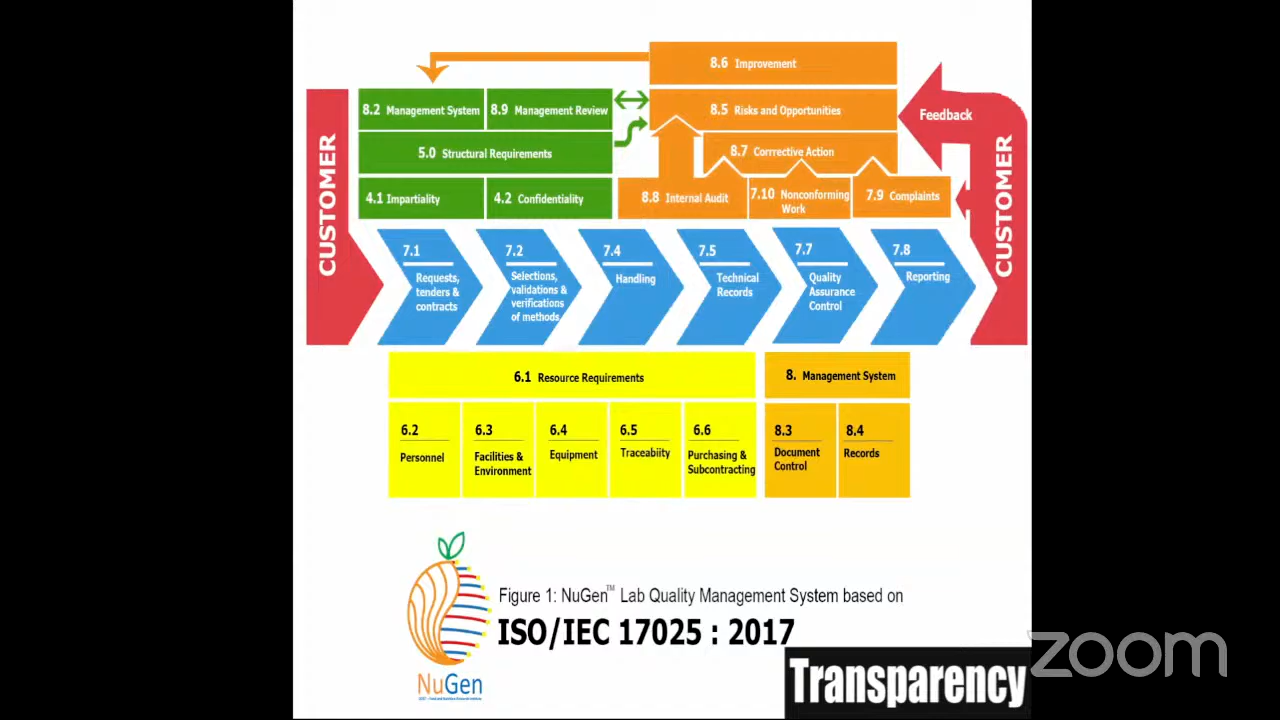 8.6 Improvement
8.2 Management System
8.9 Management Review
8.5 Risks and Opportunities
Feedback
5.0 Structural Requirements
8.7 Corrrective Action
4.1 Impartiality
4.2 Confidentiality
8.8 Internal Audit
7.10 Nonconforming
Work
7.9 Complaints
CUSTOMER
CUSTOMER
7.1
Requests,
tenders &
contracts
7.2
Selections,
validations &
verifications
of methods
7.4
Handling
7.5
Technical
Records
7.7
Quality
Assurance
Control
7.8
Reporting
6.1 Resource Requirements
8. Management System
6.2
Personnel
6.3
Facilities &
Environment
6.4
Equipment
6.5
Traceabiity
6.6
Purchasing &
Subcontracting
8.3
Document
Control
8.4
Records
Figure 1: NuGen™ Lab Quality Management System based on
ISO/IEC 17025 : 2017
NuGen
Transparency
zoom